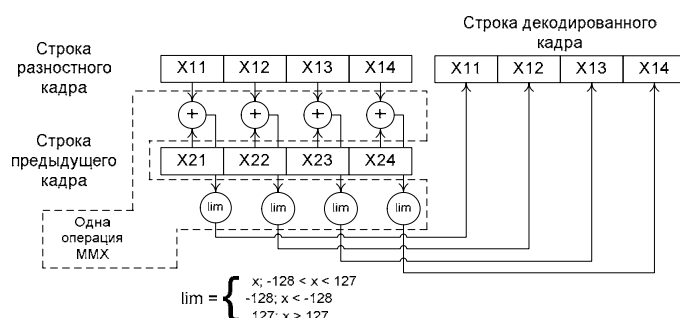 Строка декодированного
кадра
Строка
разностного
кадра
X11 X12 X13 X14
X11 X12 X13 X14
+ + + +
Строка
предыдущего
кадра
X21 X22 X23 X24
lim lim lim lim
Одна
операция
MMX
lim = {
x; -128 < x < 127
-128; x < -128
127; x > 127